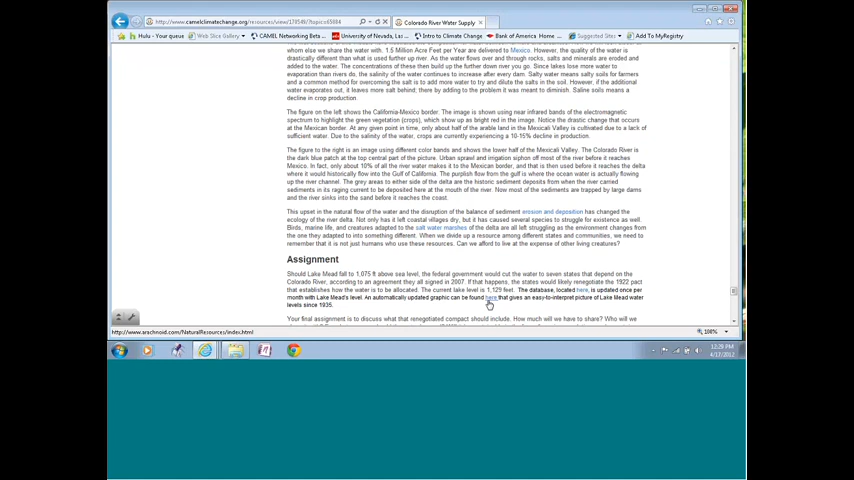 http://www.camelclimatechange.org/resources/view/170549/?topic=65084
Colorado River Water Supply
Hulu - Your queue
Web Slice Gallery
CAMEL Networking Beta ...
University of Nevada, Las...
Intro to Climate Change
Bank of America Home ...
Suggested Sites
Add To MyRegistry
whom else we share the water with. 1.5 Million Acre Feet per Year are delivered to Mexico. However, the quality of the water is
drastically different than what is used further up river. As the water flows over and through rocks, salts and minerals are eroded and
added to the water. The concentrations of these then build up the further down river you go. Since lakes lose more water to
evaporation than rivers do, the salinity of the water continues to increase after every dam. Salty water means salty soils for farmers
and a common method for overcoming the salt is to add more water to try and dilute the salts in the soil. However, if the additional
water evaporates out, it leaves more salt behind; there by adding to the problem it was meant to diminish. Saline soils means a
decline in crop production
The figure on the left shows the California-Mexico border. The image is shown using near infrared bands of the electromagnetic
spectrum to highlight the green vegetation (crops), which show up as bright red in the image. Notice the drastic change that occurs
at the Mexican border. At any given point in time, only about half of the arable land in the Mexicali Valley is cultivated due to a lack of
sufficient water. Due to the salinity of the water, crops are currently experiencing a 10-15% decline in production.
The figure to the right is an image using different color bands and shows the lower half of the Mexicali Valley. The Colorado River is
the dark blue patch at the top central part of the picture. Urban sprawl and irrigation siphon off most of the river before it reaches
Mexico. In fact, only about 10% of all the river water makes it to the Mexican border, and that is then used before it reaches the delta
where it would historically flow into the Gulf of California. The purplish flow from the gulf is where the ocean water is actually flowing
up the river channel. The grey areas to either side of the delta are the historic sediment deposits from when the river carried
sediments in its raging current to be deposited here at the mouth of the river. Now most of the sediments are trapped by large dams
and the river sinks into the sand before it reaches the coast.
This upset in the natural flow of the water and the disruption of the balance of sediment erosion and deposition has changed the
ecology of the river delta. Not only has it left coastal villages dry, but it has caused several species to struggle for existence as well.
Birds, marine life, and creatures adapted to the salt water marshes of the delta are all left struggling as the environment changes from
the one they adapted to into something different. When we divide up a resource among different states and communities, we need to
remember that it is not just humans who use these resources. Can we afford to live at the expense of other living creatures?
Assignment
Should Lake Mead fall to 1,075 ft above sea level, the federal government would cut the water to seven states that depend on the
Colorado River, according to an agreement they all signed in 2007. If that happens, the states would likely renegotiate the 1922 pact
that establishes how the water is to be allocated. The current lake level is 1,129 feet. The database, located here, is updated once per
month with Lake Mead's level. An automatically updated graphic can be found here that gives an easy-to-interpret picture of Lake Mead water
levels since 1935.
Your final assignment is to discuss what that renegotiated compact should include. How much will we have to share? Who will we
http://www.arachnoid.com/NaturalResources/index.html
100%
12:29 PM
4/17/2012